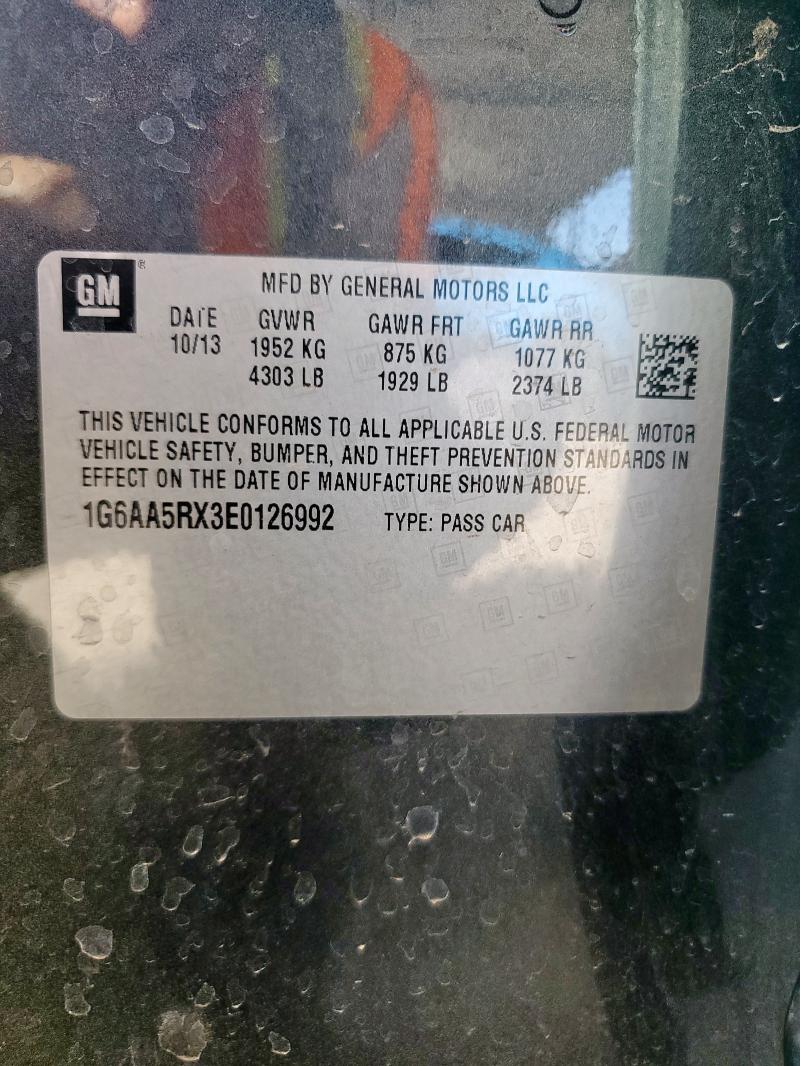 GM
MFD BY GENERAL MOTORS LLC
DATE GVWR GAWR FRT GAWR RR
10/13 1952 KG 875 KG 1077 KG
4303 LB 1929 LB 2374 LB
THIS VEHICLE CONFORMS TO ALL APPLICABLE U.S. FEDERAL MOTOR
VEHICLE SAFETY, BUMPER, AND THEFT PREVENTION STANDARDS IN
EFFECT ON THE DATE OF MANUFACTURE SHOWN ABOVE.
1G6AA5RX3E0126992 TYPE: PASS CAR